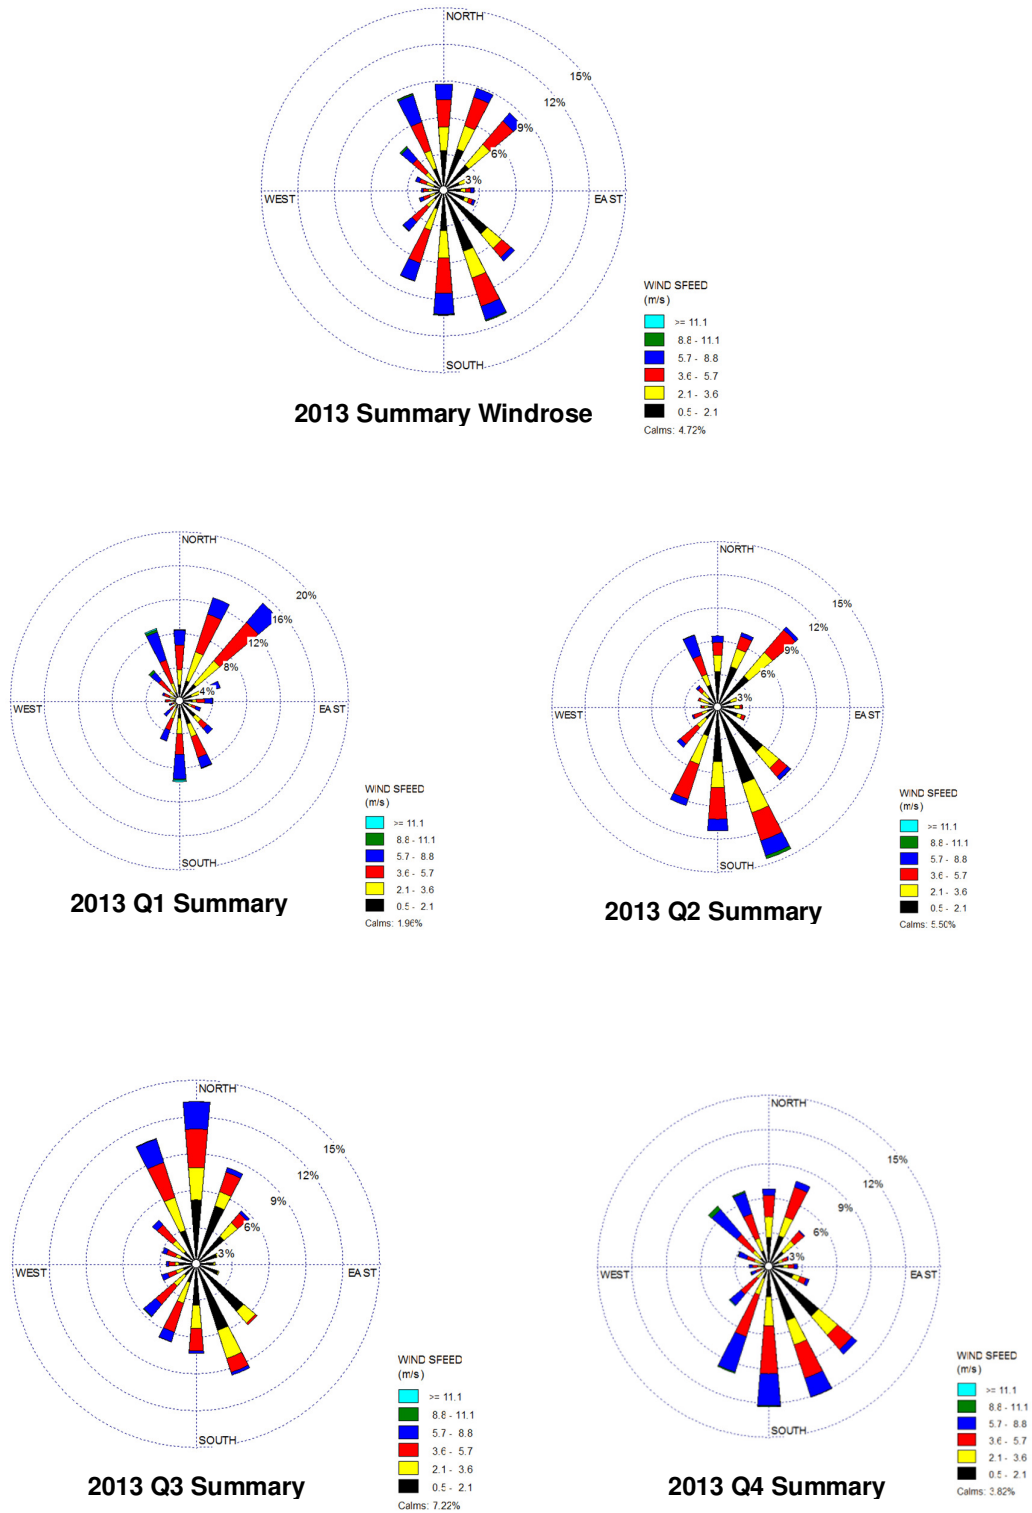 NORTH
15%
12%
9%
6%
3%
WEST
EAST
SOUTH
WIND SPEED
(m/s)
>= 11.1
8.8 - 11.1
5.7 - 8.8
3.6 - 5.7
2.1 - 3.6
0.5 - 2.1
Calms: 4.72%
2013 Summary Windrose
NORTH
20%
16%
12%
8%
4%
WEST
EAST
SOUTH
WIND SPEED
(m/s)
>= 11.1
8.8 - 11.1
5.7 - 8.8
3.6 - 5.7
2.1 - 3.6
0.5 - 2.1
Calms: 1.96%
2013 Q1 Summary
NORTH
15%
12%
9%
6%
3%
WEST
EAST
SOUTH
WIND SPEED
(m/s)
>= 11.1
8.8 - 11.1
5.7 - 8.8
3.6 - 5.7
2.1 - 3.6
0.5 - 2.1
Calms: 5.50%
2013 Q2 Summary
NORTH
15%
12%
9%
6%
3%
WEST
EAST
SOUTH
WIND SPEED
(m/s)
>= 11.1
8.8 - 11.1
5.7 - 8.8
3.6 - 5.7
2.1 - 3.6
0.5 - 2.1
Calms: 7.22%
2013 Q3 Summary
NORTH
15%
12%
9%
6%
3%
WEST
EAST
SOUTH
WIND SPEED
(m/s)
>= 11.1
8.8 - 11.1
5.7 - 8.8
3.6 - 5.7
2.1 - 3.6
0.5 - 2.1
Calms: 3.82%
2013 Q4 Summary